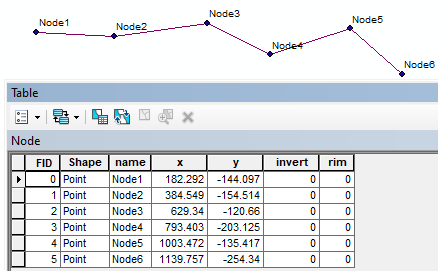 Node1
Node2
Node3
Node4
Node5
Node6
Table
Node
FID Shape name x y invert rim
0 Point Node1 182.292 -144.097 0 0
1 Point Node2 384.549 -154.514 0 0
2 Point Node3 629.34 -120.66 0 0
3 Point Node4 793.403 -203.125 0 0
4 Point Node5 1003.472 -135.417 0 0
5 Point Node6 1139.757 -254.34 0 0